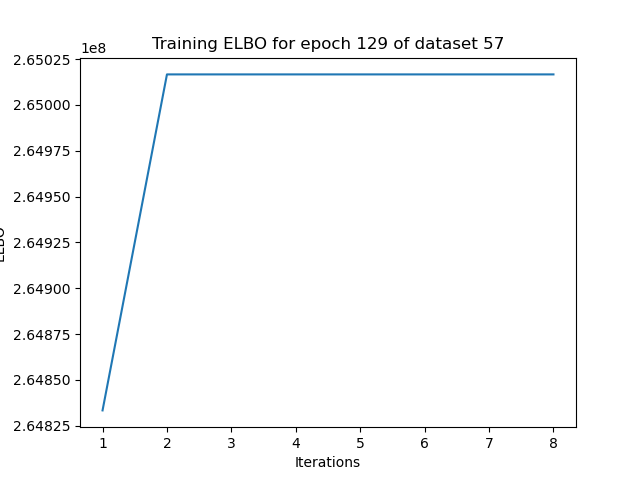 Training ELBO for epoch 129 of dataset 57
1e8
2.65025
2.65000
2.64975
2.64950
2.64925
2.64900
2.64875
2.64850
2.64825
ELBO
1 2 3 4 5 6 7 8
Iterations